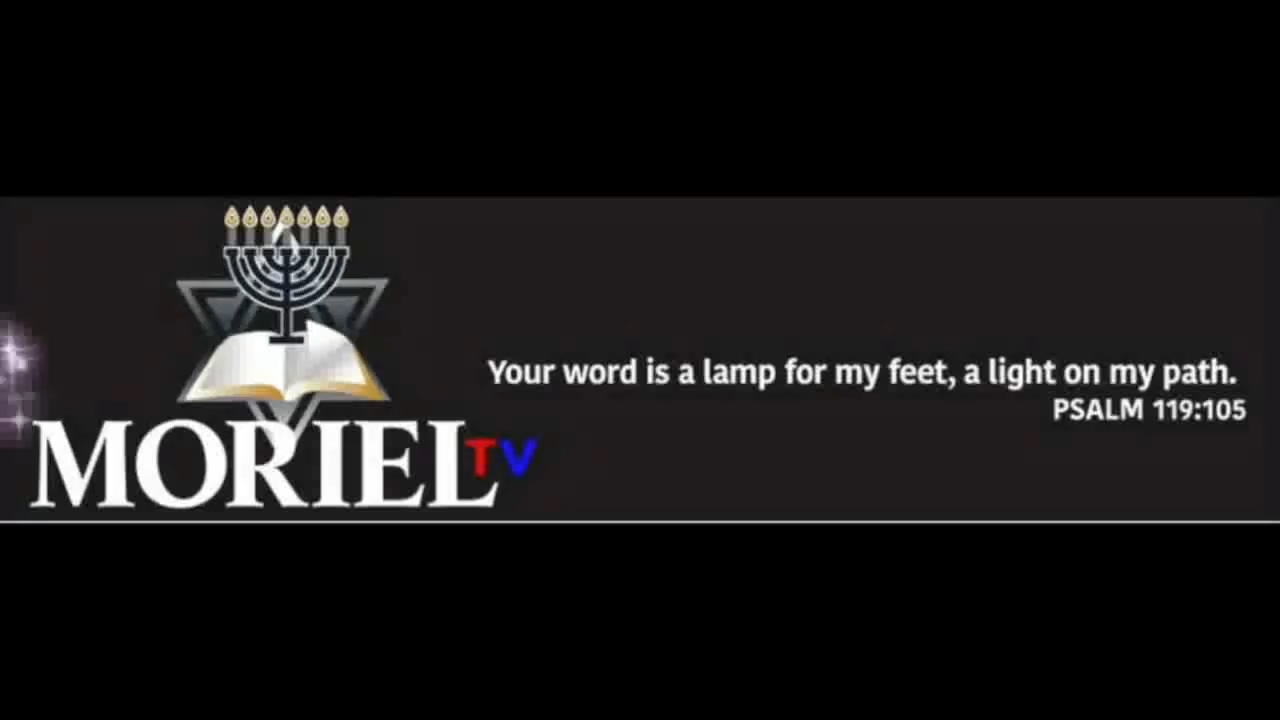 Your word is a lamp for my feet, a light on my path.
PSALM 119:105
MORIEL TV